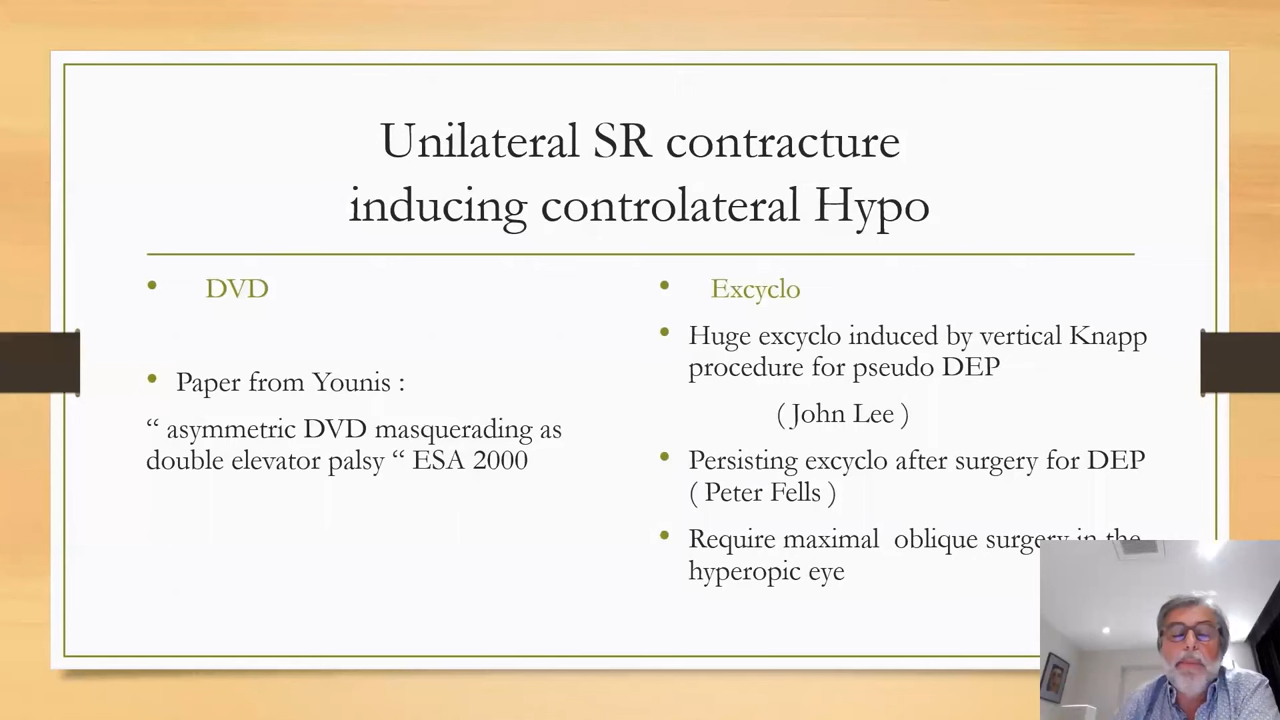 Unilateral SR contracture
inducing controlateral Hypo
• DVD
• Paper from Younis :
“ asymmetric DVD masquerading as
double elevator palsy “ ESA 2000
• Excyclo
• Huge excyclo induced by vertical Knapp
procedure for pseudo DEP
( John Lee )
• Persisting excyclo after surgery for DEP
( Peter Fells )
• Require maximal  oblique surgery in the
hyperopic eye